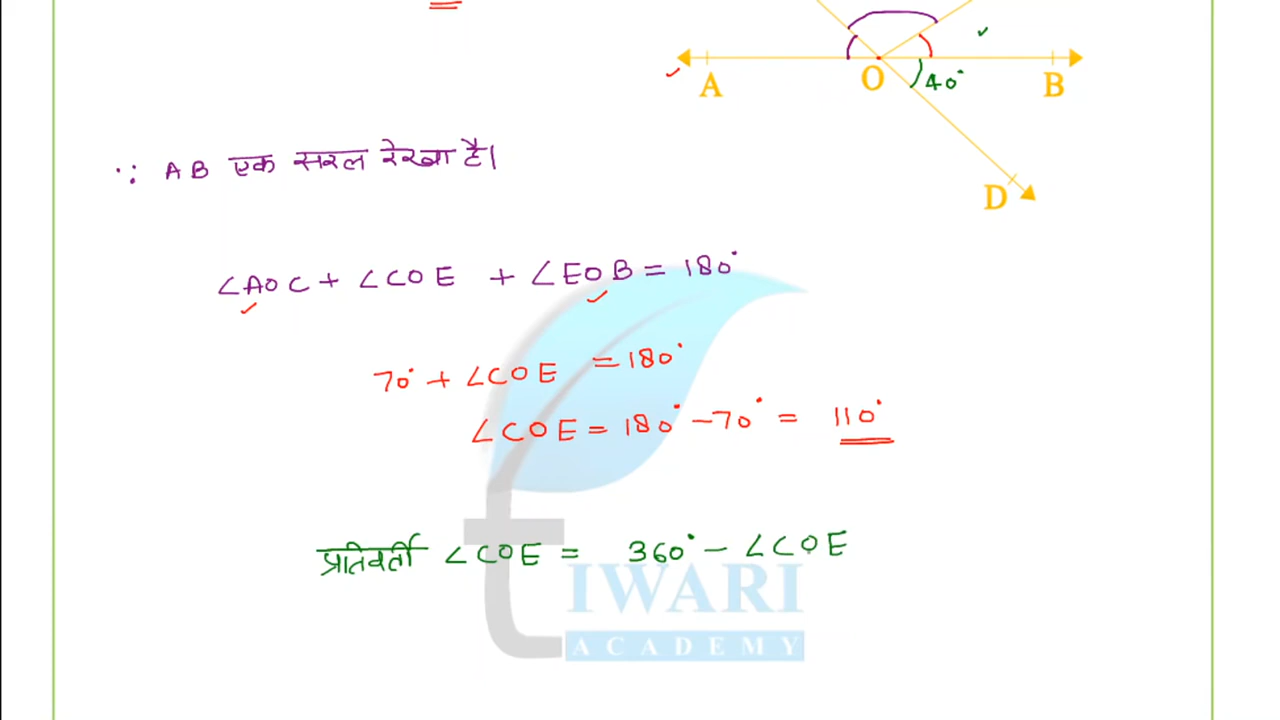 A O B
40°
D
∵ AB एक सरल रेखा है।
∠AOC + ∠COE + ∠EOB = 180°
70° + ∠COE = 180°
∠COE = 180° - 70° = 110°
प्रतिवर्ती ∠COE = 360° - ∠COE
tIWARI
ACADEMY